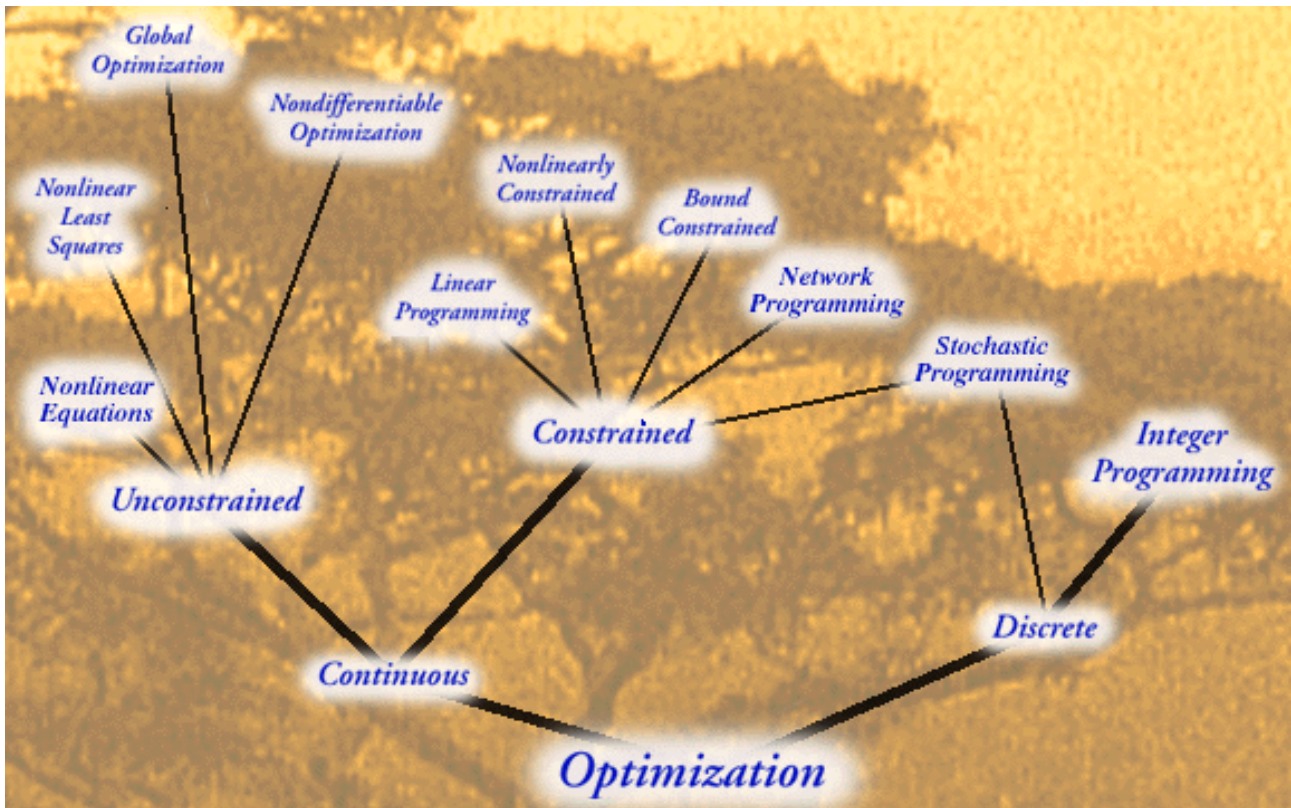 Global
Optimization
Nondifferentiable
Optimization
Nonlinearly
Constrained
Nonlinear
Least
Squares
Bound
Constrained
Linear
Programming
Network
Programming
Stochastic
Programming
Nonlinear
Equations
Constrained
Integer
Programming
Unconstrained
Discrete
Continuous
Optimization